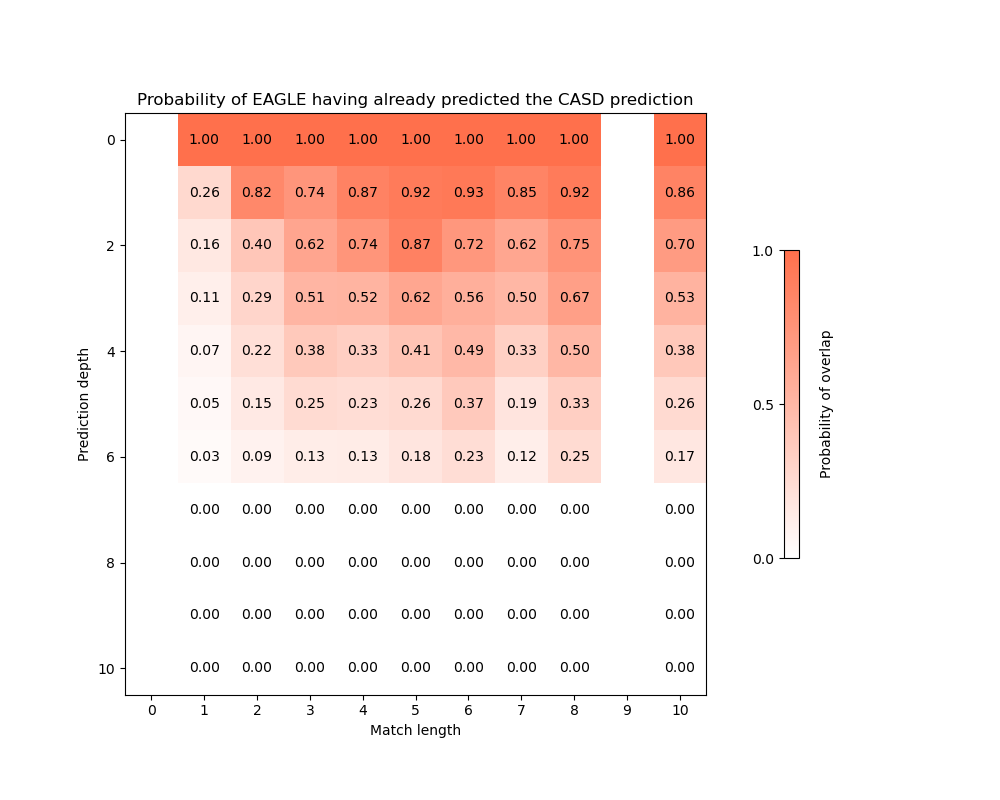 Probability of EAGLE having already predicted the CASD prediction
0 1.00 1.00 1.00 1.00 1.00 1.00 1.00 1.00 1.00
0.26 0.82 0.74 0.87 0.92 0.93 0.85 0.92 0.86
2 0.16 0.40 0.62 0.74 0.87 0.72 0.62 0.75 0.70
0.11 0.29 0.51 0.52 0.62 0.56 0.50 0.67 0.53
4 0.07 0.22 0.38 0.33 0.41 0.49 0.33 0.50 0.38
0.05 0.15 0.25 0.23 0.26 0.37 0.19 0.33 0.26
6 0.03 0.09 0.13 0.13 0.18 0.23 0.12 0.25 0.17
0.00 0.00 0.00 0.00 0.00 0.00 0.00 0.00 0.00
8 0.00 0.00 0.00 0.00 0.00 0.00 0.00 0.00 0.00
0.00 0.00 0.00 0.00 0.00 0.00 0.00 0.00 0.00
10 0.00 0.00 0.00 0.00 0.00 0.00 0.00 0.00 0.00
0 1 2 3 4 5 6 7 8 9 10
Match length
Prediction depth
1.0
0.5
0.0
Probability of overlap